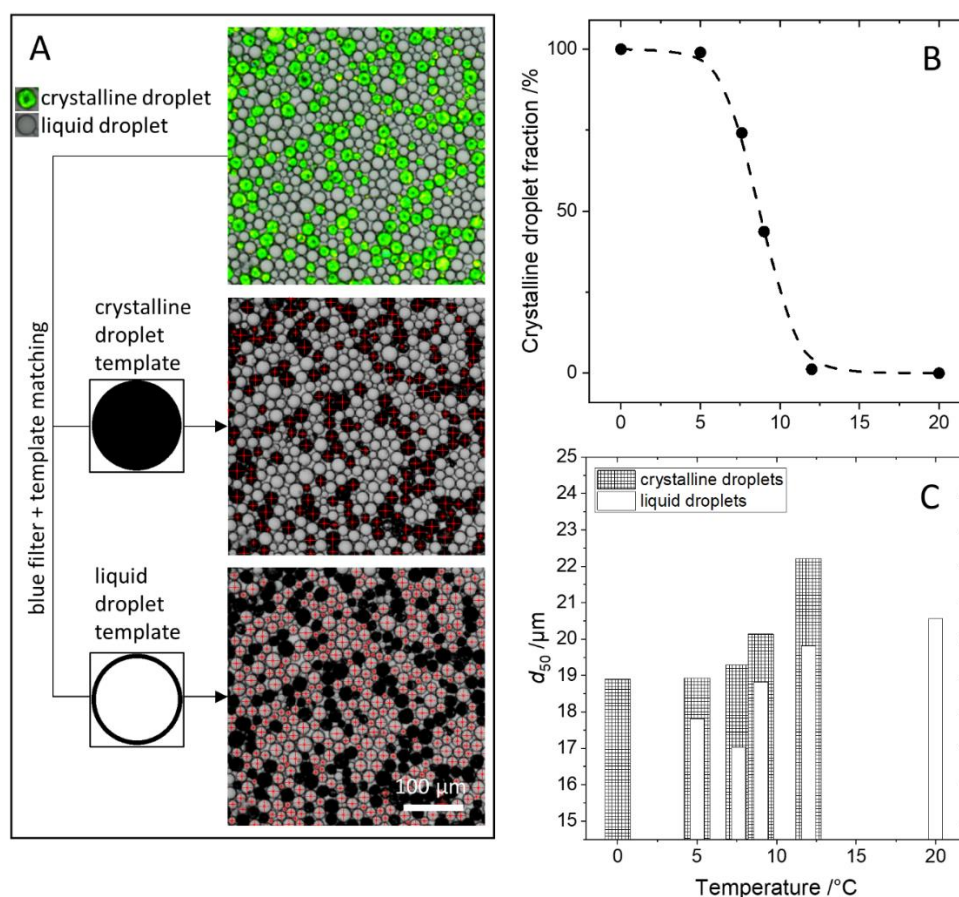 A
crystalline droplet
liquid droplet
blue filter + template matching
crystalline
droplet
template
liquid
droplet
template
100 µm
B
Crystalline droplet fraction /%
100
50
0
0 5 10 15 20
C
crystalline droplets
liquid droplets
d50 /µm
25
24
23
22
21
20
19
18
17
16
15
0 5 10 15 20
Temperature /°C